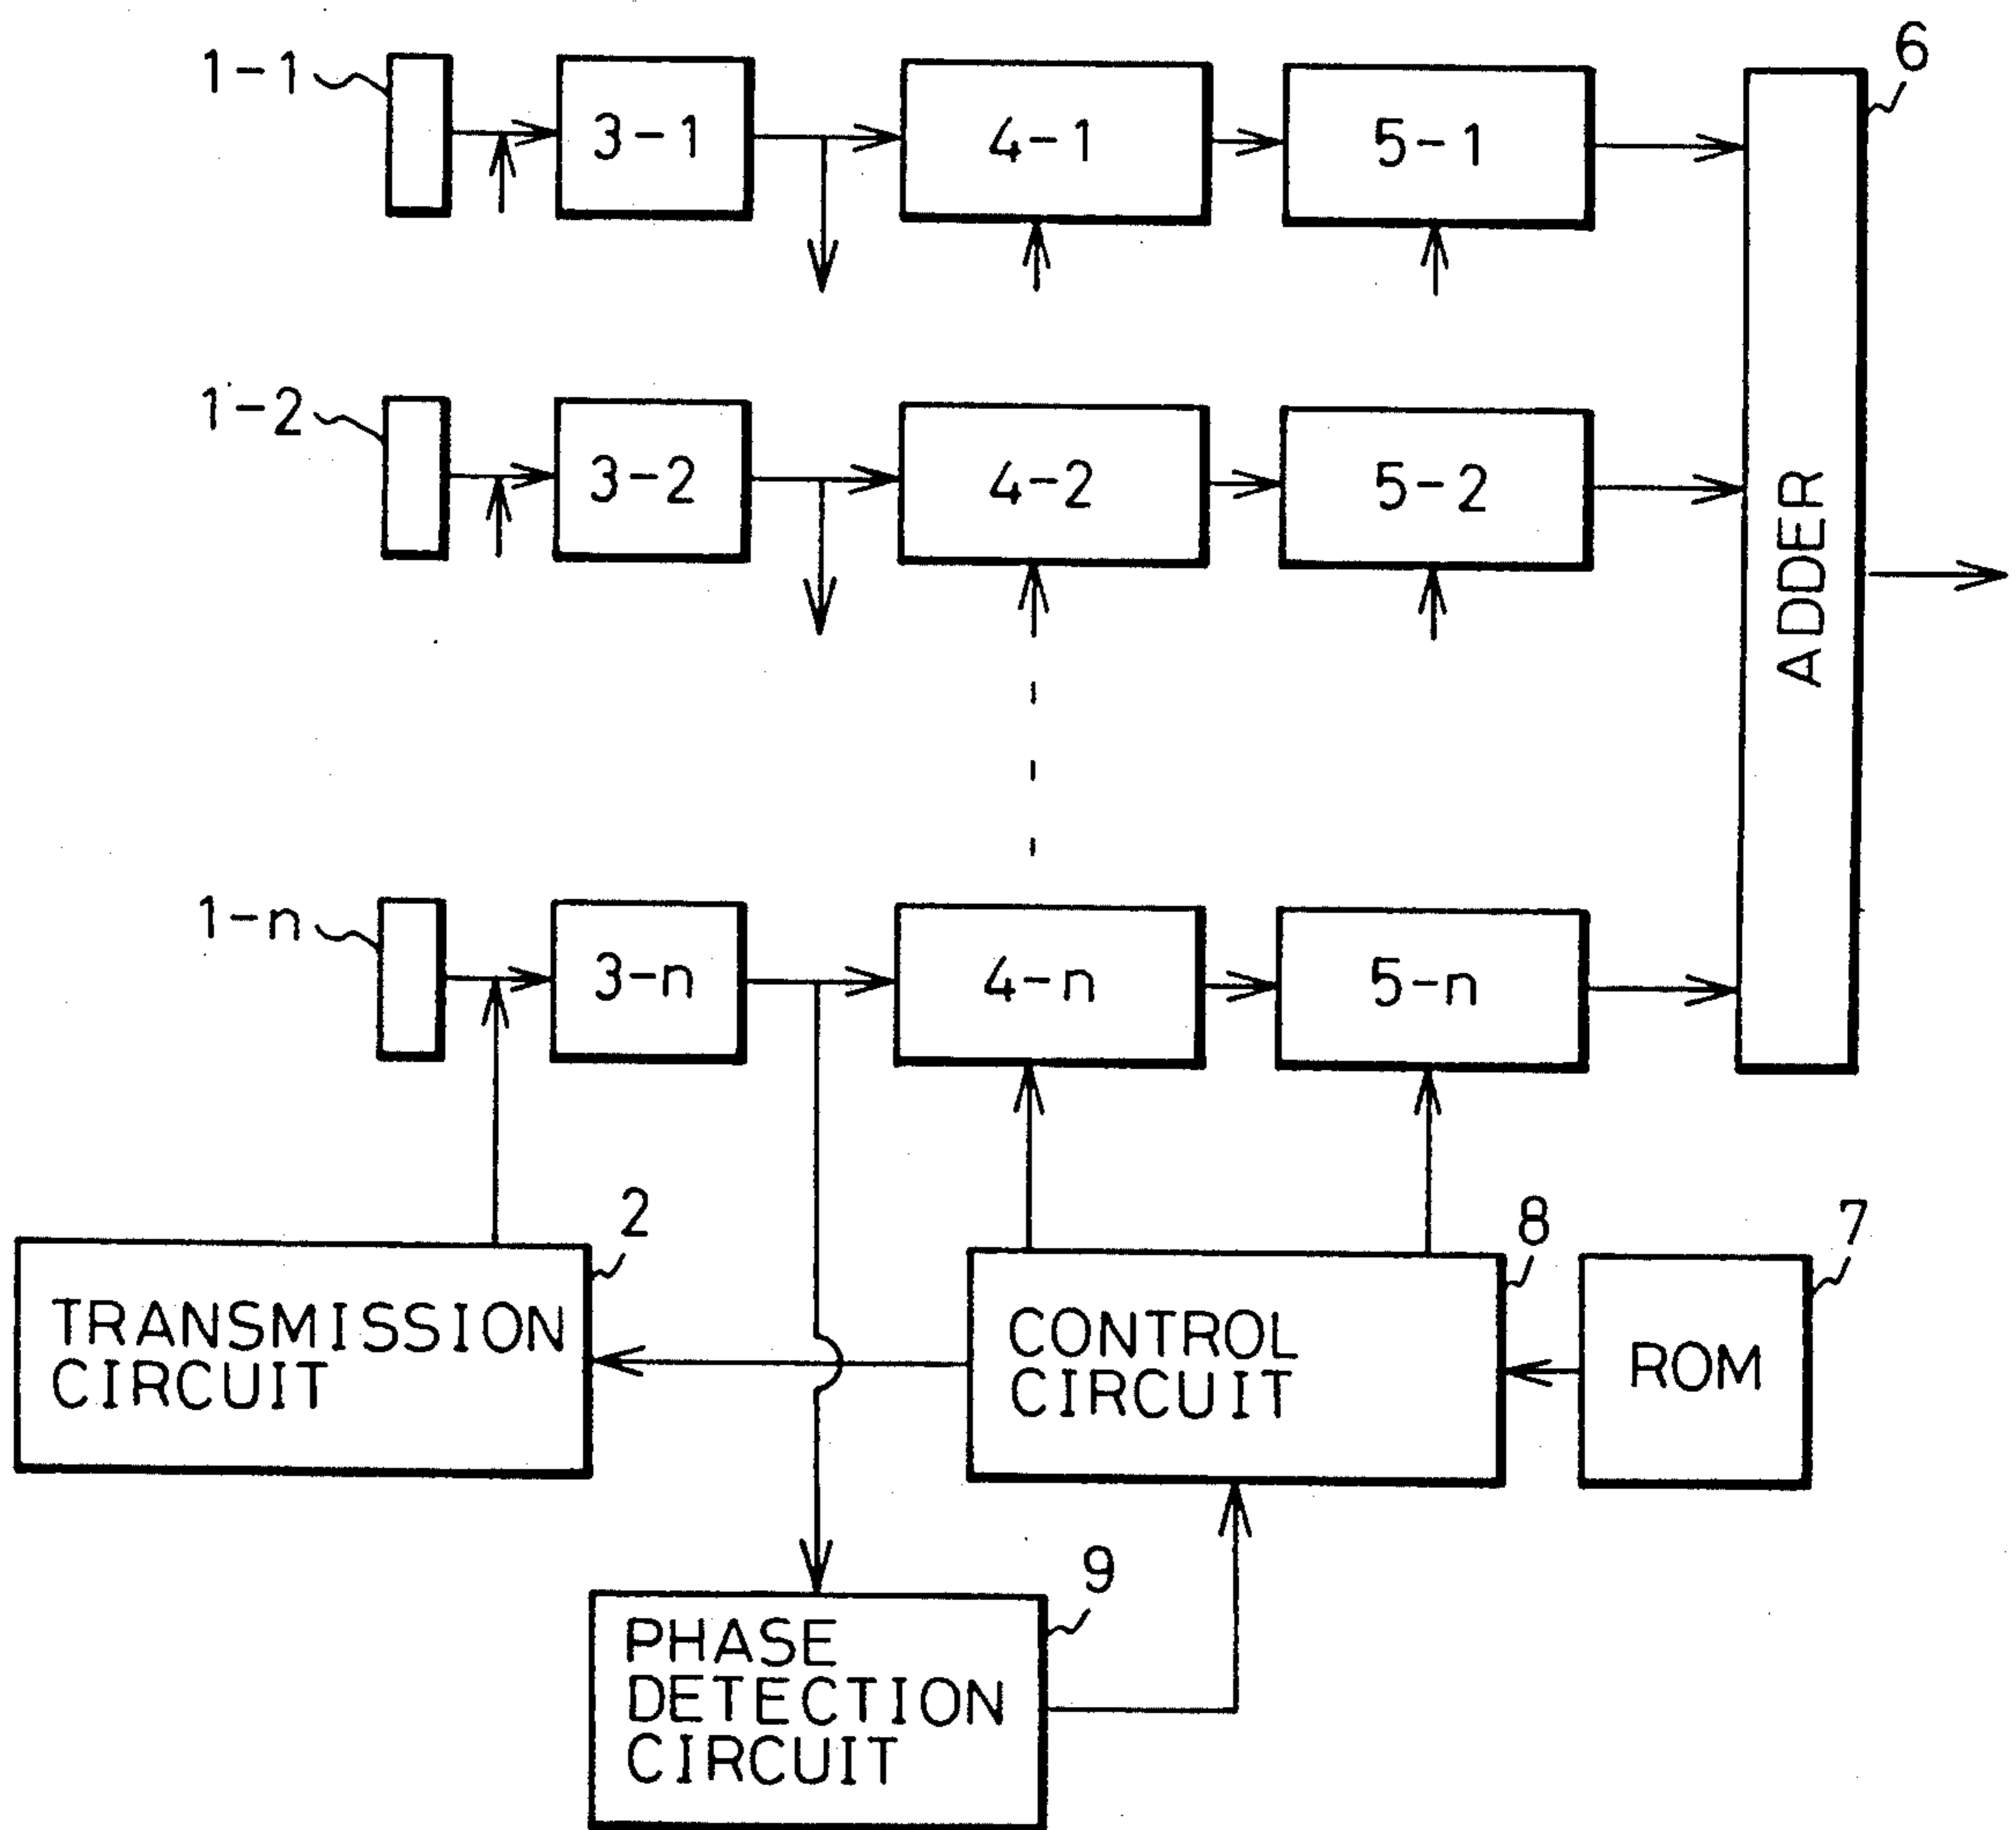 6
1-1
3-1
4-1
5-1
1-2
3-2
4-2
5-2
ADDER
1-n
3-n
4-n
5-n
2
8
7
TRANSMISSION
CIRCUIT
CONTROL
CIRCUIT
ROM
9
PHASE
DETECTION
CIRCUIT